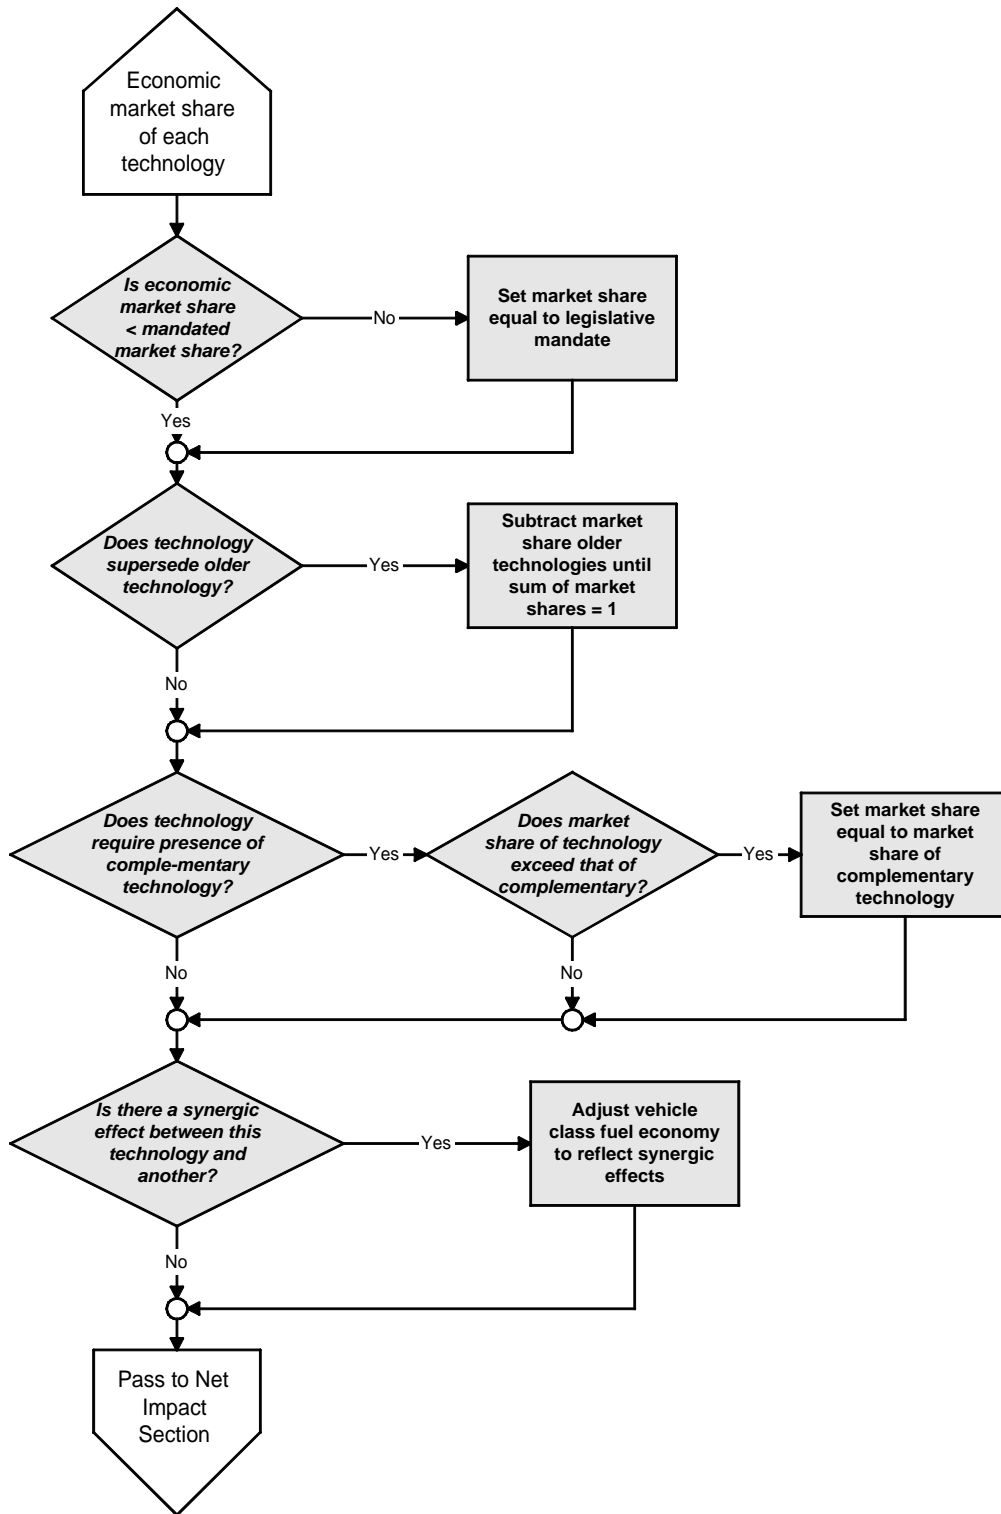 Economic
market share
of each
technology
Is economic
market share
< mandated
market share?
No
Set market share
equal to legislative
mandate
Yes
Does technology
supersede older
technology?
Yes
Subtract market
share older
technologies until
sum of market
shares = 1
No
Does technology
require presence of
comple-mentary
technology?
Yes
Does market
share of technology
exceed that of
complementary?
Yes
Set market share
equal to market
share of
complementary
technology
No
No
Is there a synergic
effect between this
technology and
another?
Yes
Adjust vehicle
class fuel economy
to reflect synergic
effects
No
Pass to Net
Impact
Section